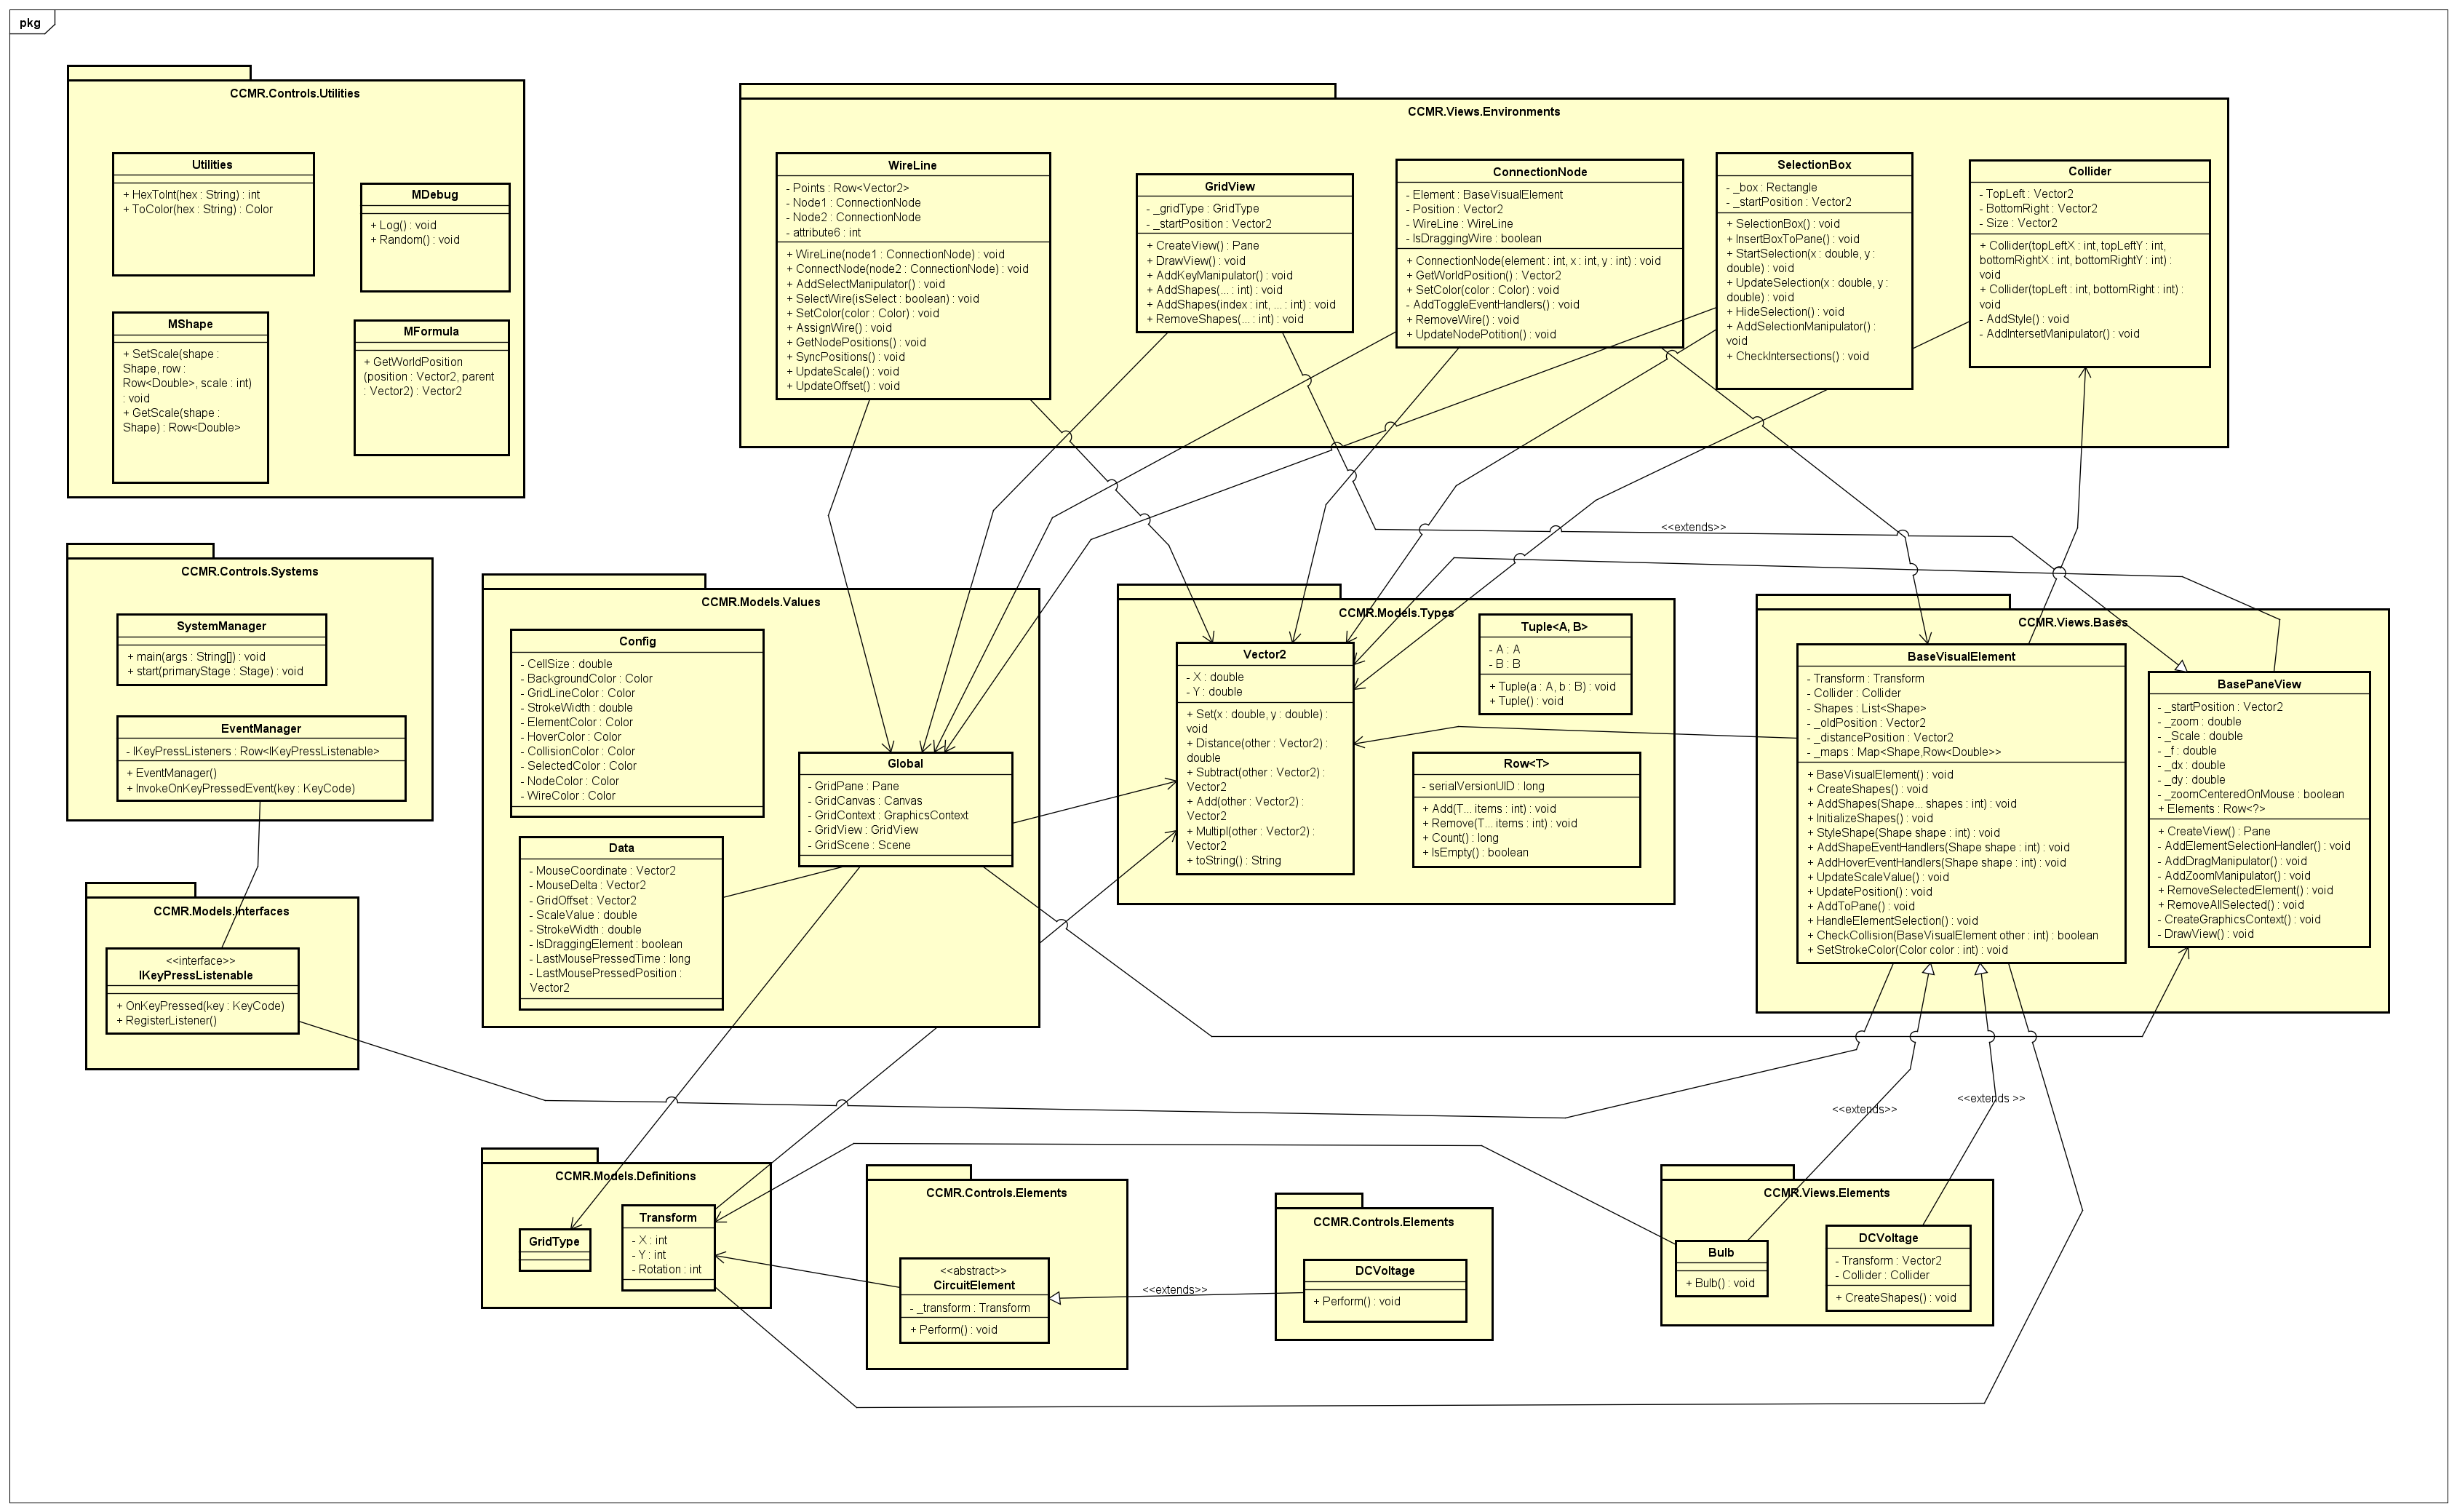 pkg
CCMR.Controls.Utilities
Utilities
+ HexToInt(hex : String) : int
+ ToColor(hex : String) : Color
MDebug
+ Log() : void
+ Random() : void
MShape
+ SetScale(shape :
Shape, row :
Row<Double>, scale : int)
: void
+ GetScale(shape :
Shape) : Row<Double>
MFormula
+ GetWorldPosition
(position : Vector2, parent
: Vector2) : Vector2
CCMR.Views.Environments
WireLine
- Points : Row<Vector2>
- Node1 : ConnectionNode
- Node2 : ConnectionNode
- attribute6 : int
+ WireLine(node1 : ConnectionNode) : void
+ ConnectNode(node2 : ConnectionNode) : void
+ AddSelectManipulator() : void
+ SelectWire(isSelect : boolean) : void
+ SetColor(color : Color) : void
+ AssignWire() : void
+ GetNodePositions() : void
+ SyncPositions() : void
+ UpdateScale() : void
+ UpdateOffset() : void
GridView
- _gridType : GridType
- _startPosition : Vector2
+ CreateView() : Pane
+ DrawView() : void
+ AddKeyManipulator() : void
+ AddShapes(... : int) : void
+ AddShapes(index : int, ... : int) : void
+ RemoveShapes(... : int) : void
ConnectionNode
- Element : BaseVisualElement
- Position : Vector2
- WireLine : WireLine
- IsDraggingWire : boolean
+ ConnectionNode(element : int, x : int, y : int) : void
+ GetWorldPosition() : Vector2
+ SetColor(color : Color) : void
- AddToggleEventHandlers() : void
+ RemoveWire() : void
+ UpdateNodePotition() : void
SelectionBox
- _box : Rectangle
- _startPosition : Vector2
+ SelectionBox() : void
+ InsertBoxToPane() : void
+ StartSelection(x : double, y :
double) : void
+ UpdateSelection(x : double, y :
double) : void
+ HideSelection() : void
+ AddSelectionManipulator() :
void
+ CheckIntersections() : void
Collider
- TopLeft : Vector2
- BottomRight : Vector2
- Size : Vector2
+ Collider(topLeftX : int, topLeftY : int,
bottomRightX : int, bottomRightY : int) :
void
+ Collider(topLeft : int, bottomRight : int) :
void
- AddStyle() : void
- AddIntersetManipulator() : void
<<extends>>
CCMR.Controls.Systems
SystemManager
+ main(args : String[]) : void
+ start(primaryStage : Stage) : void
EventManager
- IKeyPressListeners : Row<IKeyPressListenable>
+ EventManager()
+ InvokeOnKeyPressedEvent(key : KeyCode)
CCMR.Models.Interfaces
<<interface>>
IKeyPressListenable
+ OnKeyPressed(key : KeyCode)
+ RegisterListener()
CCMR.Models.Values
Config
- CellSize : double
- BackgroundColor : Color
- GridLineColor : Color
- StrokeWidth : double
- ElementColor : Color
- HoverColor : Color
- CollisionColor : Color
- SelectedColor : Color
- NodeColor : Color
- WireColor : Color
Data
- MouseCoordinate : Vector2
- MouseDelta : Vector2
- GridOffset : Vector2
- ScaleValue : double
- StrokeWidth : double
- IsDraggingElement : boolean
- LastMousePressedTime : long
- LastMousePressedPosition :
Vector2
Global
- GridPane : Pane
- GridCanvas : Canvas
- GridContext : GraphicsContext
- GridView : GridView
- GridScene : Scene
CCMR.Models.Types
Vector2
- X : double
- Y : double
+ Set(x : double, y : double) :
void
+ Distance(other : Vector2) :
double
+ Subtract(other : Vector2) :
Vector2
+ Add(other : Vector2) :
Vector2
+ Multipl(other : Vector2) :
Vector2
+ toString() : String
Tuple<A, B>
- A : A
- B : B
+ Tuple(a : A, b : B) : void
+ Tuple() : void
Row<T>
- serialVersionUID : long
+ Add(T... items : int) : void
+ Remove(T... items : int) : void
+ Count() : long
+ IsEmpty() : boolean
CCMR.Views.Bases
BaseVisualElement
- Transform : Transform
- Collider : Collider
- Shapes : List<Shape>
- _oldPosition : Vector2
- _distancePosition : Vector2
- _maps : Map<Shape,Row<Double>>
+ BaseVisualElement() : void
+ CreateShapes() : void
+ AddShapes(Shape... shapes : int) : void
+ InitializeShapes() : void
+ StyleShape(Shape shape : int) : void
+ AddShapeEventHandlers(Shape shape : int) : void
+ AddHoverEventHandlers(Shape shape : int) : void
+ UpdateScaleValue() : void
+ UpdatePosition() : void
+ AddToPane() : void
+ HandleElementSelection() : void
+ CheckCollision(BaseVisualElement other : int) : boolean
+ SetStrokeColor(Color color : int) : void
BasePaneView
- _startPosition : Vector2
- _zoom : double
- _Scale : double
- _f : double
- _dx : double
- _dy : double
- _zoomCenteredOnMouse : boolean
+ Elements : Row<?>
+ CreateView() : Pane
- AddElementSelectionHandler() : void
- AddDragManipulator() : void
- AddZoomManipulator() : void
+ RemoveSelectedElement() : void
+ RemoveAllSelected() : void
- CreateGraphicsContext() : void
- DrawView() : void
<<extends>>
<<extends >>
CCMR.Models.Definitions
GridType
Transform
- X : int
- Y : int
- Rotation : int
CCMR.Controls.Elements
<<abstract>>
CircuitElement
- _transform : Transform
+ Perform() : void
<<extends>>
CCMR.Controls.Elements
DCVoltage
+ Perform() : void
CCMR.Views.Elements
Bulb
+ Bulb() : void
DCVoltage
- Transform : Vector2
- Collider : Collider
+ CreateShapes() : void